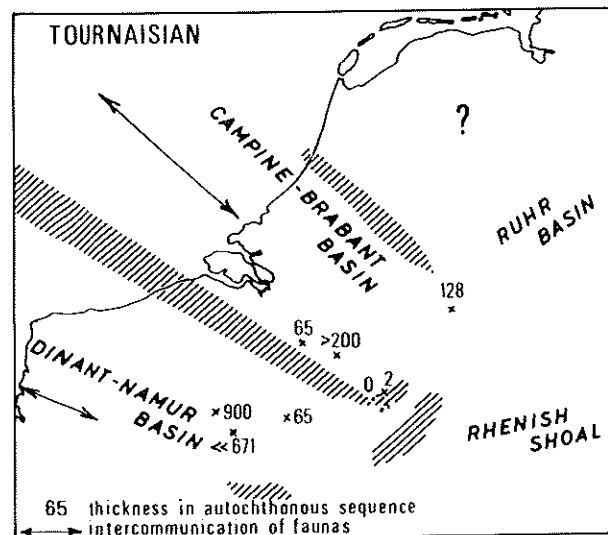 TOURNAISIAN
CAMPINE-BRABANT
BASIN
?
RUHR
BASIN
128
65
>200
0
2
DINANT-NAMUR
BASIN
900
65
≪671
RHENISH
SHOAL
65 thickness in autochthonous sequence
intercommunication of faunas